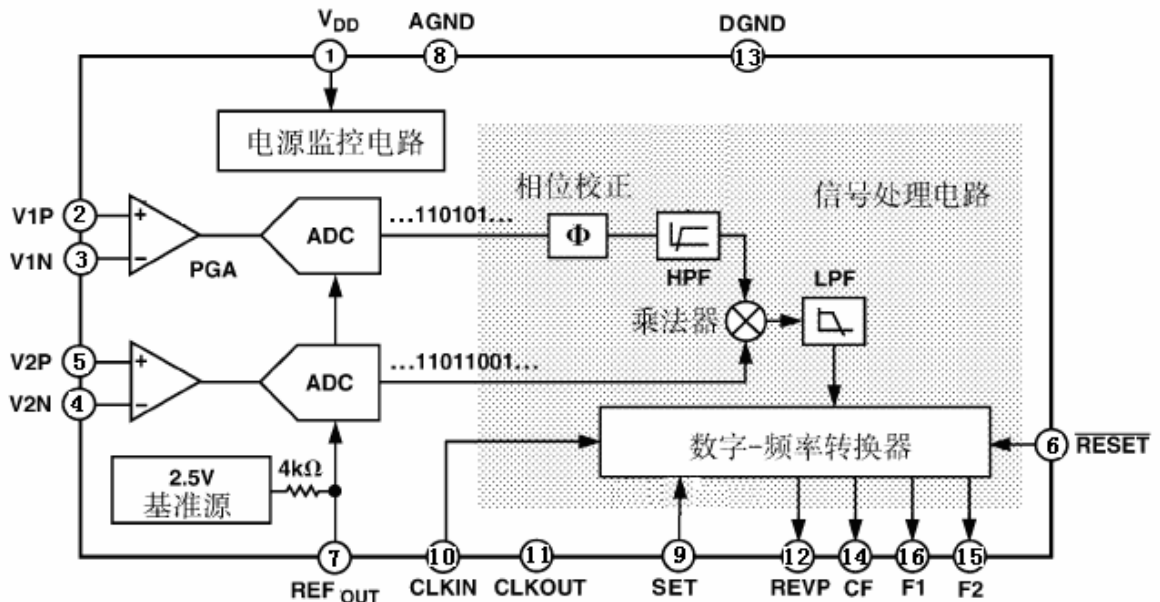 VDD
AGND
DGND
1
8
13
电源监控电路
相位校正
信号处理电路
V1P
2
+
ADC
...110101...
Φ
V1N
3
−
PGA
HPF
LPF
乘法器
V2P
5
+
ADC
...11011001...
V2N
4
−
数字-频率转换器
6
RESET
2.5V
基准源
4kΩ
7
10
11
9
12
14
16
15
REF OUT
CLKIN
CLKOUT
SET
REVP
CF
F1
F2